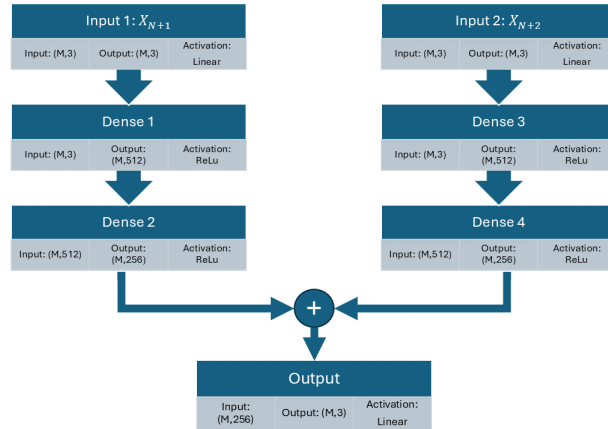 Input 1: X_{N+1}
Input: (M,3) Output: (M,3) Activation:
Linear
Dense 1
Input: (M,3) Output:
(M,512) Activation:
ReLu
Dense 2
Input: (M,512) Output:
(M,256) Activation:
ReLu
Input 2: X_{N+2}
Input: (M,3) Output: (M,3) Activation:
Linear
Dense 3
Input: (M,3) Output:
(M,512) Activation:
ReLu
Dense 4
Input: (M,512) Output:
(M,256) Activation:
ReLu
+
Output
Input:
(M,256) Output: (M,3) Activation:
Linear